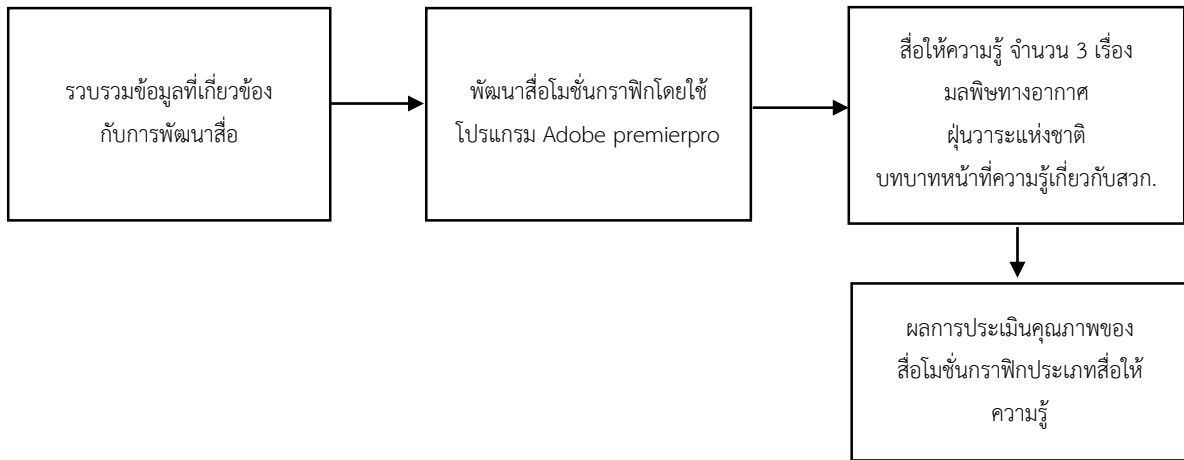 รวบรวมข้อมูลที่เกี่ยวข้อง
กับการพัฒนาสื่อ
พัฒนาสื่อโมชั่นกราฟิกโดยใช้
โปรแกรม Adobe premierpro
สื่อให้ความรู้ จำนวน 3 เรื่อง
มลพิษทางอากาศ
ฝุ่นวาระแห่งชาติ
บทบาทหน้าที่ความรู้เกี่ยวกับสวก.
ผลการประเมินคุณภาพของ
สื่อโมชั่นกราฟิกประเภทสื่อให้
ความรู้